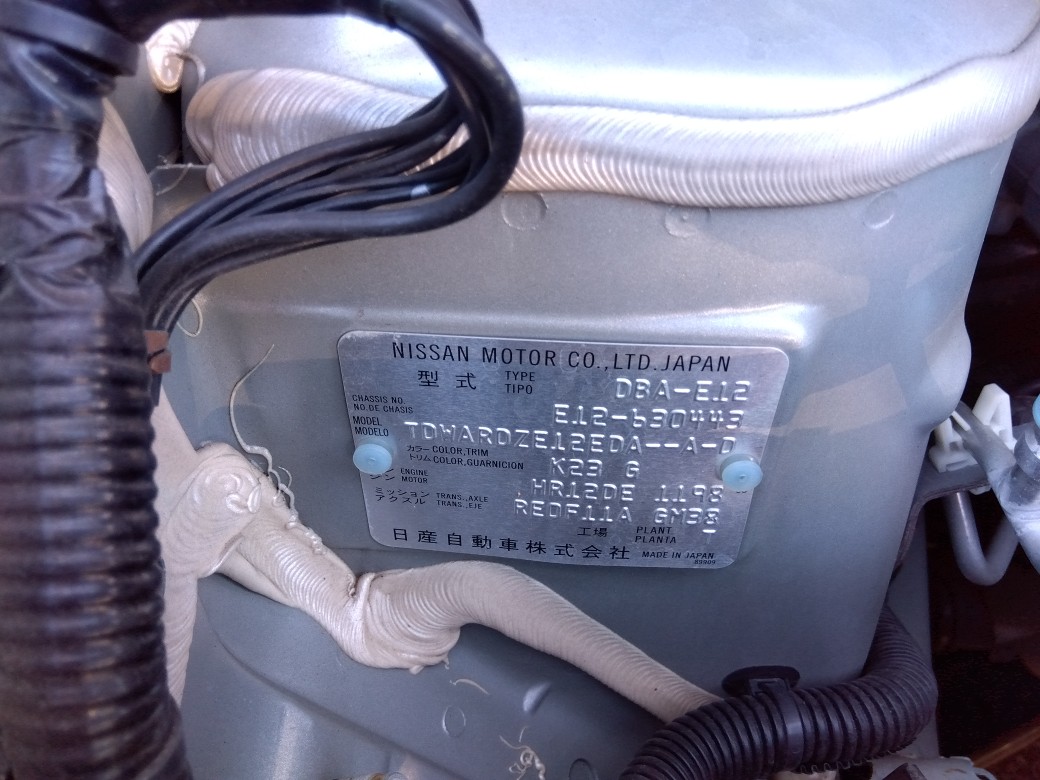 NISSAN MOTOR CO.,LTD.JAPAN
型式 TYPE TIPO DBA-E12
CHASSIS NO. NO.DE CHASIS E12-630443
MODEL MODELO TDWARDZE12EDA--A-D
カラー COLOR,TRIM トリム COLOR,GUARNICION K23 G
ENGINE MOTOR HR12DE 1198
ミッション アクスル TRANS.,AXLE TRANS.,EJE REDF11A GM38
工場 PLANT PLANTA
日産自動車株式会社 MADE IN JAPAN